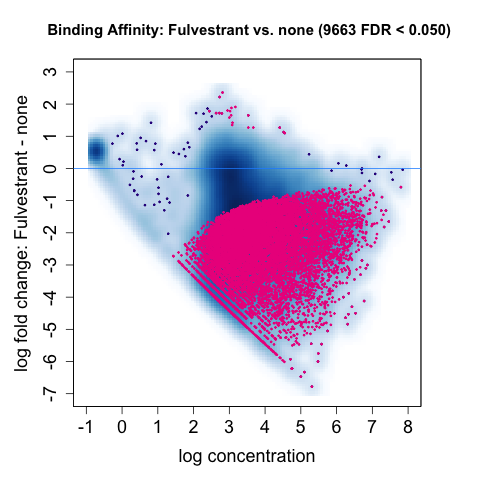 Binding Affinity: Fulvestrant vs. none (9663 FDR < 0.050)
log fold change: Fulvestrant - none
3
2
1
0
-1
-2
-3
-4
-5
-6
-7
-1 0 1 2 3 4 5 6 7 8
log concentration